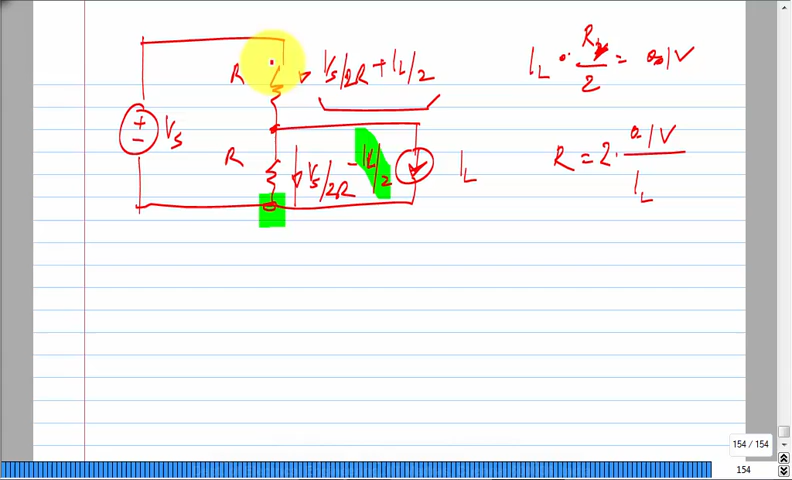 R Vs/2R + IL/2
IL · R/2 = 0.1V
+
− Vs
R Vs/2R − IL/2 IL
R = 2 · 0.1V / IL
154 / 154
154